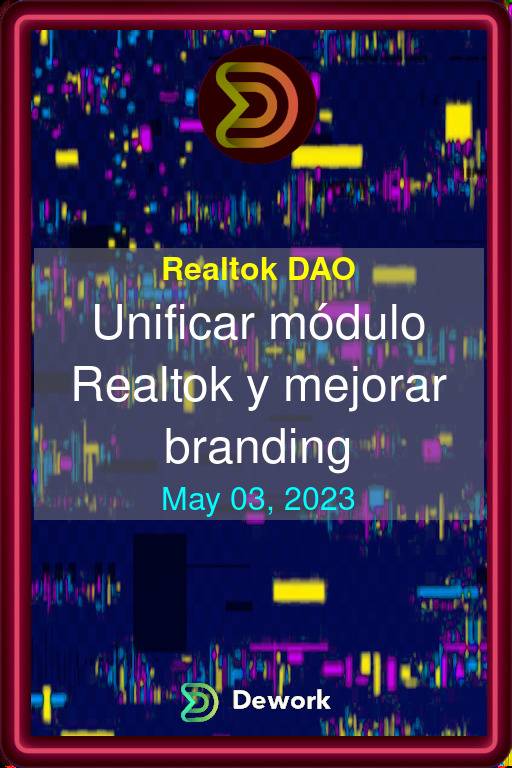 Realtok DAO
Unificar módulo
Realtok y mejorar
branding
May 03, 2023
Dework